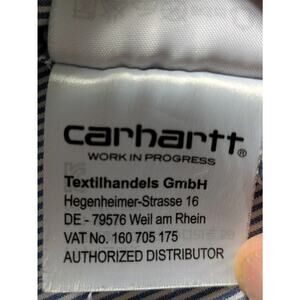 carhartt
WORK IN PROGRESS
Textilhandels GmbH
Hegenheimer-Strasse 16
DE - 79576 Weil am Rhein
VAT No. 160 705 175
AUTHORIZED DISTRIBUTOR